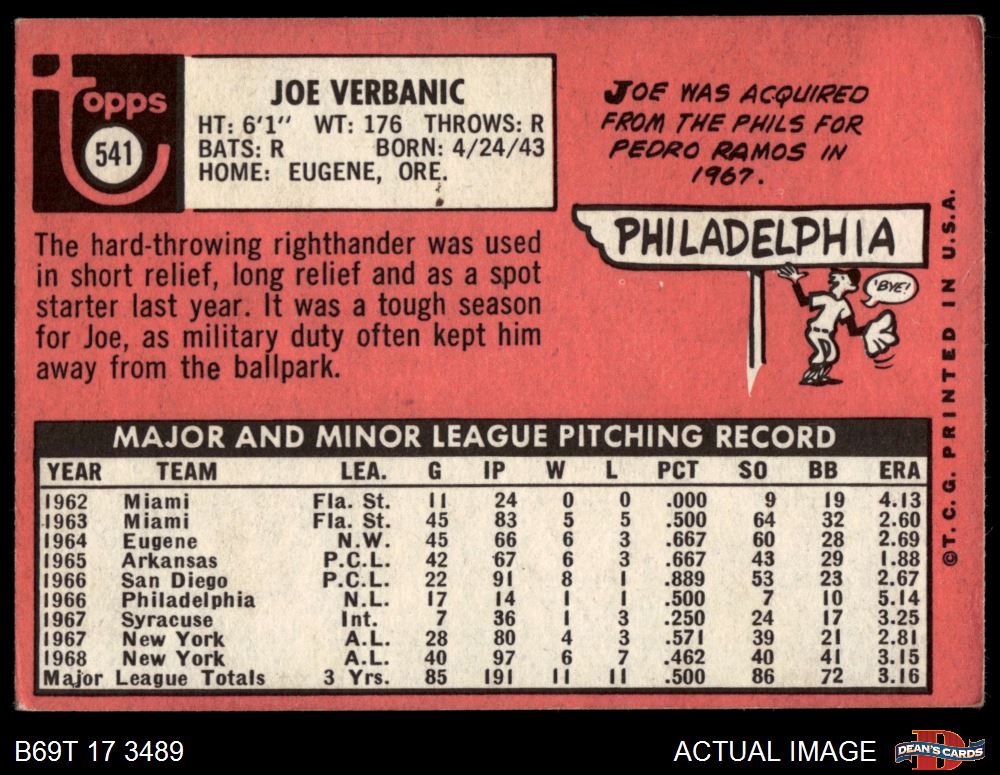 topps
541
JOE VERBANIC
HT: 6'1" WT: 176 THROWS: R
BATS: R BORN: 4/24/43
HOME: EUGENE, ORE.
JOE WAS ACQUIRED
FROM THE PHILS FOR
PEDRO RAMOS IN
1967.
PHILADELPHIA
'BYE!
The hard-throwing righthander was used
in short relief, long relief and as a spot
starter last year. It was a tough season
for Joe, as military duty often kept him
away from the ballpark.
MAJOR AND MINOR LEAGUE PITCHING RECORD
YEAR TEAM LEA. G IP W L PCT SO BB ERA
1962 Miami Fla. St. 11 24 0 0 .000 9 19 4.13
1963 Miami Fla. St. 45 83 5 5 .500 64 32 2.60
1964 Eugene N.W. 45 66 6 3 .667 60 28 2.69
1965 Arkansas P.C.L. 42 67 6 3 .667 43 29 1.88
1966 San Diego P.C.L. 22 91 8 1 .889 53 23 2.67
1966 Philadelphia N.L. 17 14 1 1 .500 7 10 5.14
1967 Syracuse Int. 7 36 1 3 .250 24 17 3.25
1967 New York A.L. 28 80 4 3 .571 39 21 2.81
1968 New York A.L. 40 97 6 7 .462 40 41 3.15
Major League Totals 3 Yrs. 85 191 11 11 .500 86 72 3.16
©T.C.G. PRINTED IN U.S.A.
B69T 17 3489
ACTUAL IMAGE
D
DEAN'S CARDS